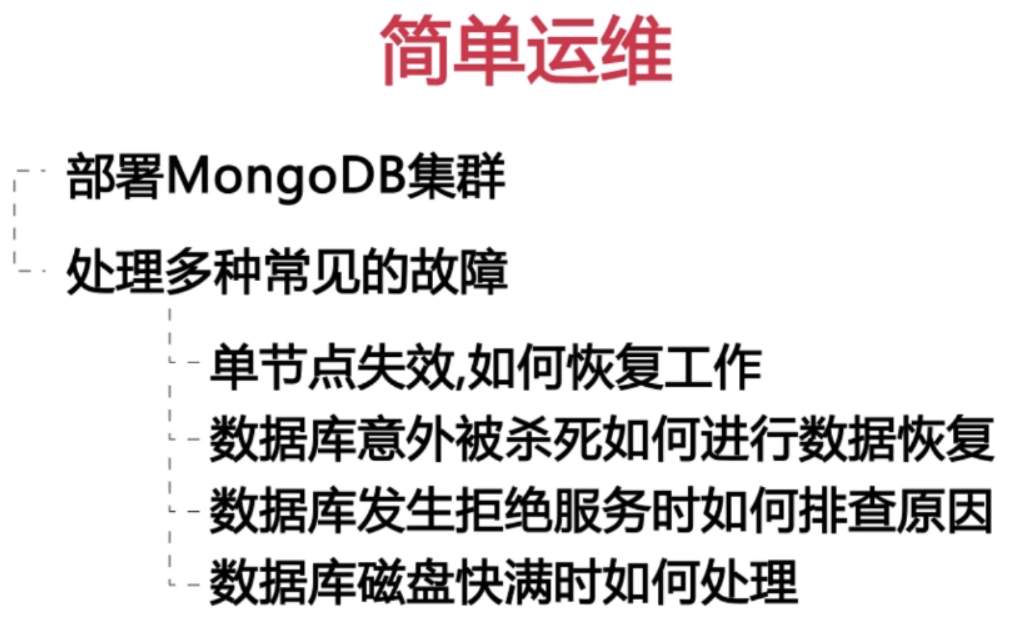 简单运维
部署MongoDB集群
处理多种常见的故障
单节点失效,如何恢复工作
数据库意外被杀死如何进行数据恢复
数据库发生拒绝服务时如何排查原因
数据库磁盘快满时如何处理